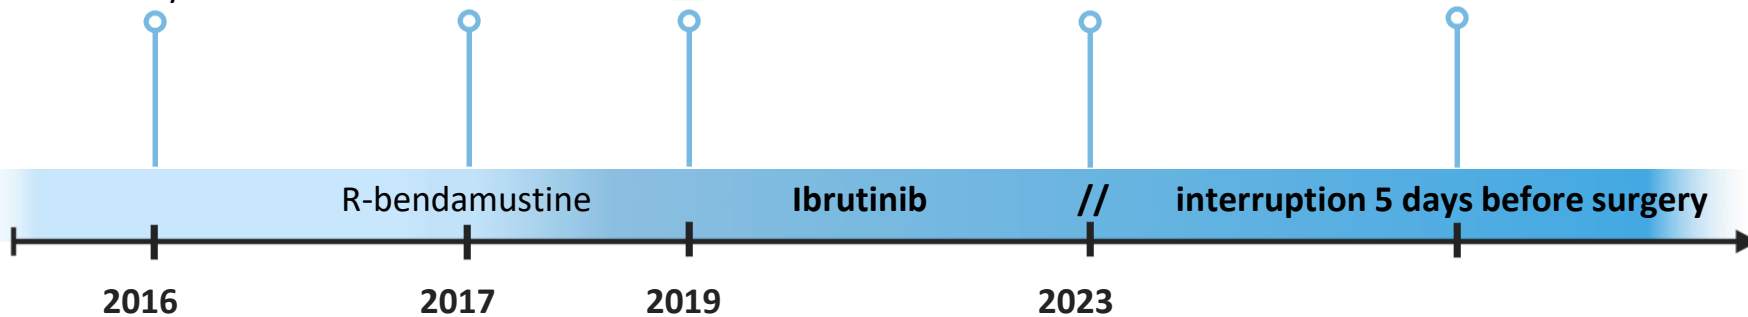 R-bendamustine Ibrutinib // interruption 5 days before surgery
2016 2017 2019 2023